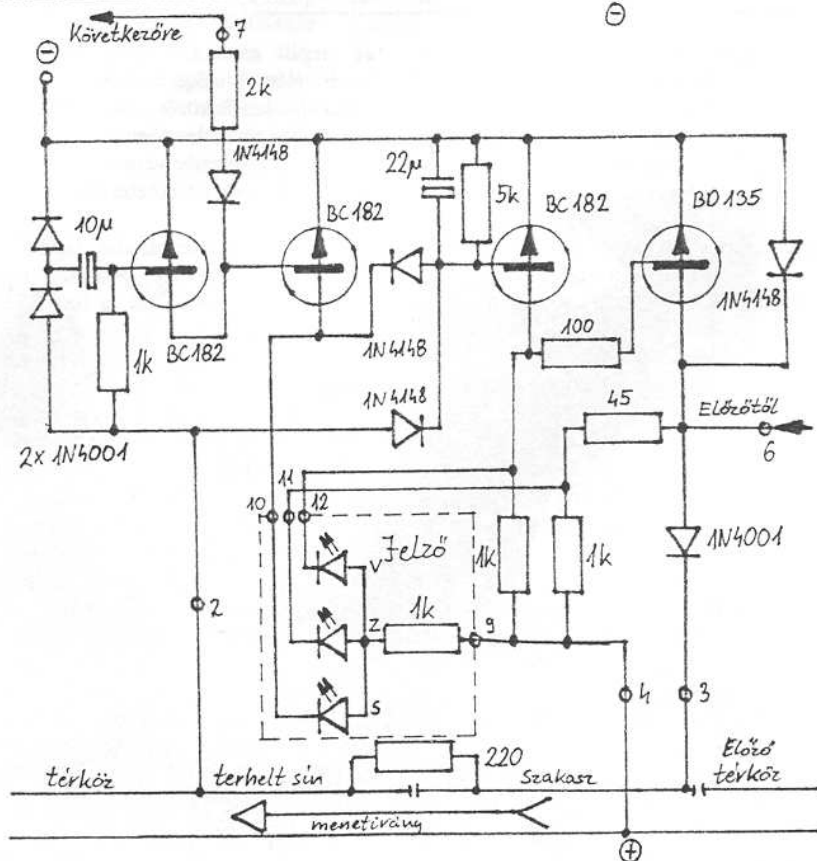 ⊖
Következőre
7
⊖
2k
1N4148
22µ
5k
BC182
BC182
BD135
10µ
1N4148
1k
BC182
1N4148
100
1N4148
45
Előzőtől
6
2x 1N4001
10
11
12
Jelző
V
1k
1k
1N4001
2
Z
1k
9
S
4
3
220
térköz
terhelt sín
Szakasz
Előző
térköz
menetirány
⊕